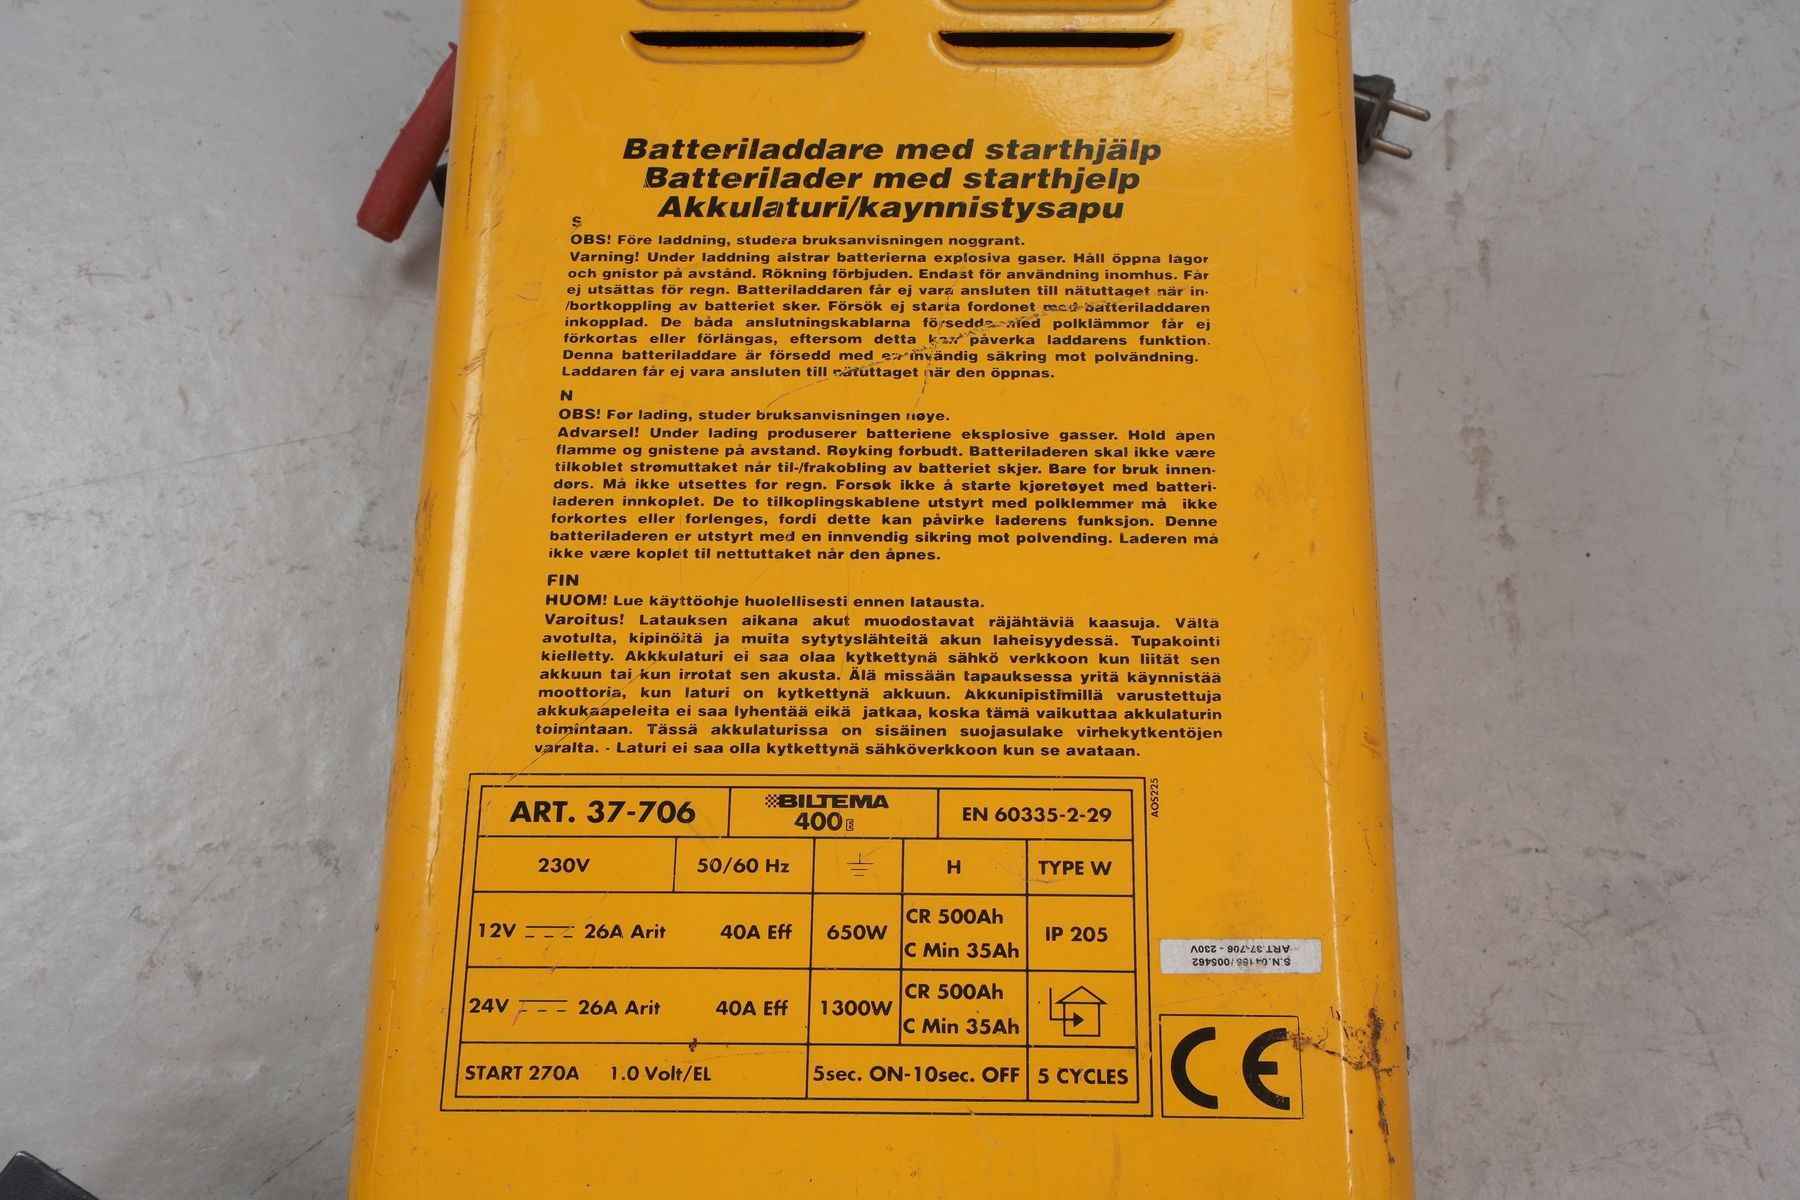 Batteriladdare med starthjälp
Batterilader med starthjelp
Akkulaturi/kaynnistysapu
S
OBS! Före laddning, studera bruksanvisningen noggrant.
Varning! Under laddning alstrar batterierna explosiva gaser. Håll öppna lågor
och gnistor på avstånd. Rökning förbjuden. Endast för användning inomhus. Får
ej utsättas för regn. Batteriladdaren får ej vara ansluten till nätuttaget när in-
/bortkoppling av batteriet sker. Försök ej starta fordonet med batteriladdaren
inkopplad. De båda anslutningskablarna försedda med polklämmor får ej
förkortas eller förlängas, eftersom detta kan påverka laddarens funktion.
Denna batteriladdare är försedd med en invändig säkring mot polvändning.
Laddaren får ej vara ansluten till nätuttaget när den öppnas.
N
OBS! Før lading, studer bruksanvisningen nøye.
Advarsel! Under lading produserer batteriene eksplosive gasser. Hold åpen
flamme og gnistene på avstand. Røyking forbudt. Batteriladeren skal ikke være
tilkoblet strømuttaket når til-/frakobling av batteriet skjer. Bare for bruk innen-
dørs. Må ikke utsettes for regn. Forsøk ikke å starte kjøretøyet med batteri-
laderen innkoplet. De to tilkoplingskablene utstyrt med polklemmer må ikke
forkortes eller forlenges, fordi dette kan påvirke laderens funksjon. Denne
batteriladeren er utstyrt med en innvendig sikring mot polvending. Laderen må
ikke være koplet til nettuttaket når den åpnes.
FIN
HUOM! Lue käyttöohje huolellisesti ennen latausta.
Varoitus! Latauksen aikana akut muodostavat räjähtäviä kaasuja. Vältä
avotulta, kipinöitä ja muita sytytyslähteitä akun laheisyydessä. Tupakointi
kielletty. Akkkulaturi ei saa olaa kytkettynä sähkö verkkoon kun liität sen
akkuun tai kun irrotat sen akusta. Älä missään tapauksessa yritä käynnistää
moottoria, kun laturi on kytkettynä akkuun. Akkunipistimillä varustettuja
akkukaapeleita ei saa lyhentää eikä jatkaa, koska tämä vaikuttaa akkulaturin
toimintaan. Tässä akkulaturissa on sisäinen suojasulake virhekytkentöjen
varalta. - Laturi ei saa olla kytkettynä sähköverkkoon kun se avataan.
ART. 37-706 BILTEMA 400E EN 60335-2-29
AOS225
230V 50/60 Hz H TYPE W
12V 26A Arit 40A Eff 650W CR 500Ah C Min 35Ah IP 205
24V 26A Arit 40A Eff 1300W CR 500Ah C Min 35Ah
START 270A 1.0 Volt/EL 5sec. ON-10sec. OFF 5 CYCLES
S.N. /005462
ART.37-706 - 230V
CE